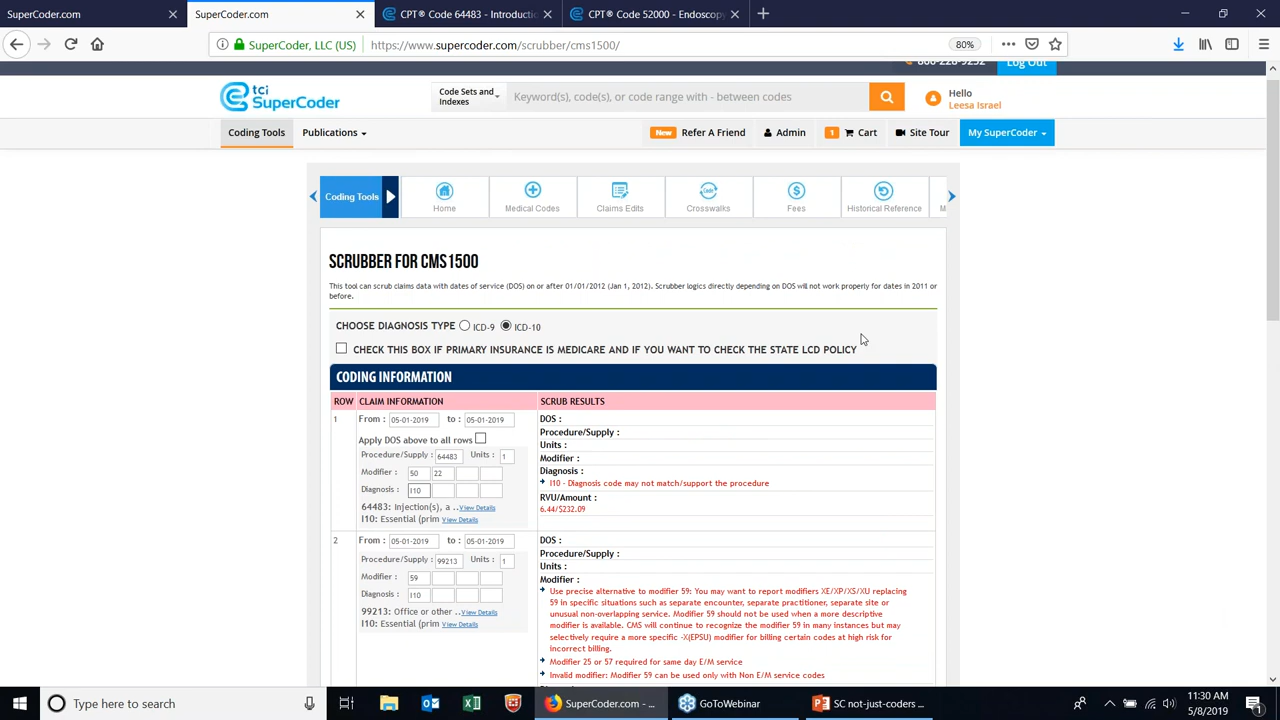 SuperCoder.com
SuperCoder.com
CPT® Code 64483 - Introductio
CPT® Code 52000 - Endoscopy
SuperCoder, LLC (US)
https://www.supercoder.com/scrubber/cms1500/
80%
tci
SuperCoder
Code Sets and
Indexes
Keyword(s), code(s), or code range with - between codes
866-228-9252
Log Out
Hello
Leesa Israel
Coding Tools
Publications
New
Refer A Friend
Admin
1
Cart
Site Tour
My SuperCoder
Coding Tools
Home
Medical Codes
Claims Edits
Crosswalks
Fees
Historical Reference
M
SCRUBBER FOR CMS1500
This tool can scrub claims data with dates of service (DOS) on or after 01/01/2012 (Jan 1, 2012). Scrubber logics directly depending on DOS will not work properly for dates in 2011 or
before.
CHOOSE DIAGNOSIS TYPE ICD-9 ICD-10
CHECK THIS BOX IF PRIMARY INSURANCE IS MEDICARE AND IF YOU WANT TO CHECK THE STATE LCD POLICY
CODING INFORMATION
ROW CLAIM INFORMATION SCRUB RESULTS
1 From : 05-01-2019 to : 05-01-2019
Apply DOS above to all rows
Procedure/Supply : 64483 Units : 1
Modifier : 50 22
Diagnosis : I10
64483: Injection(s), a ..View Details
I10: Essential (prim View Details
DOS :
Procedure/Supply :
Units :
Modifier :
Diagnosis :
I10 - Diagnosis code may not match/support the procedure
RVU/Amount :
6.44/$232.09
2 From : 05-01-2019 to : 05-01-2019
Procedure/Supply : 99213 Units : 1
Modifier : 59
Diagnosis : I10
99213: Office or other ..View Details
I10: Essential (prim View Details
DOS :
Procedure/Supply :
Units :
Modifier :
Use precise alternative to modifier 59: You may want to report modifiers XE/XP/XS/XU replacing
59 in specific situations such as separate encounter, separate practitioner, separate site or
unusual non-overlapping service. Modifier 59 should not be used when a more descriptive
modifier is available. CMS will continue to recognize the modifier 59 in many instances but may
selectively require a more specific -X(EPSU) modifier for billing certain codes at high risk for
incorrect billing.
Modifier 25 or 57 required for same day E/M service
Invalid modifier: Modifier 59 can be used only with Non E/M service codes
Type here to search
SuperCoder.com - ...
GoToWebinar
SC not-just-coders ...
11:30 AM
5/8/2019